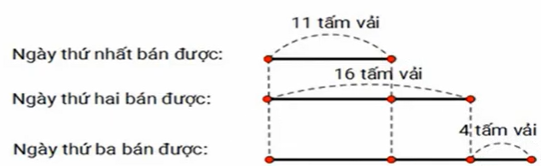 11 tấm vải
Ngày thứ nhất bán được:
16 tấm vải
Ngày thứ hai bán được:
4 tấm vải
Ngày thứ ba bán được: